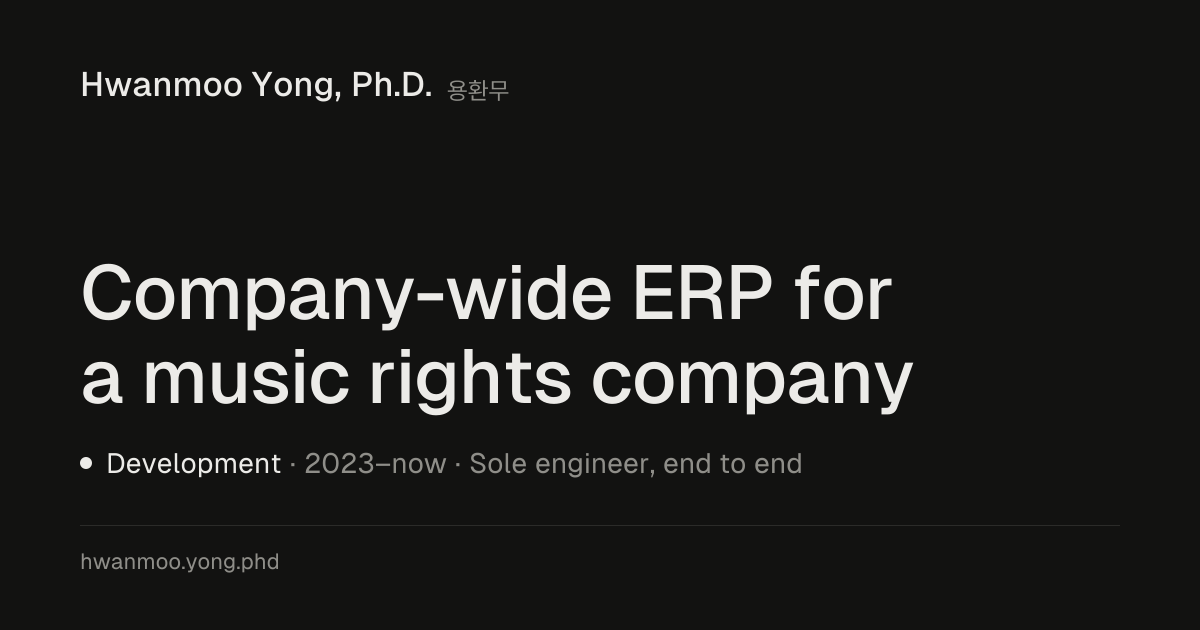 Hwanmoo Yong, Ph.D. 용환무
Company-wide ERP for
a music rights company
• Development · 2023–now · Sole engineer, end to end
hwanmoo.yong.phd